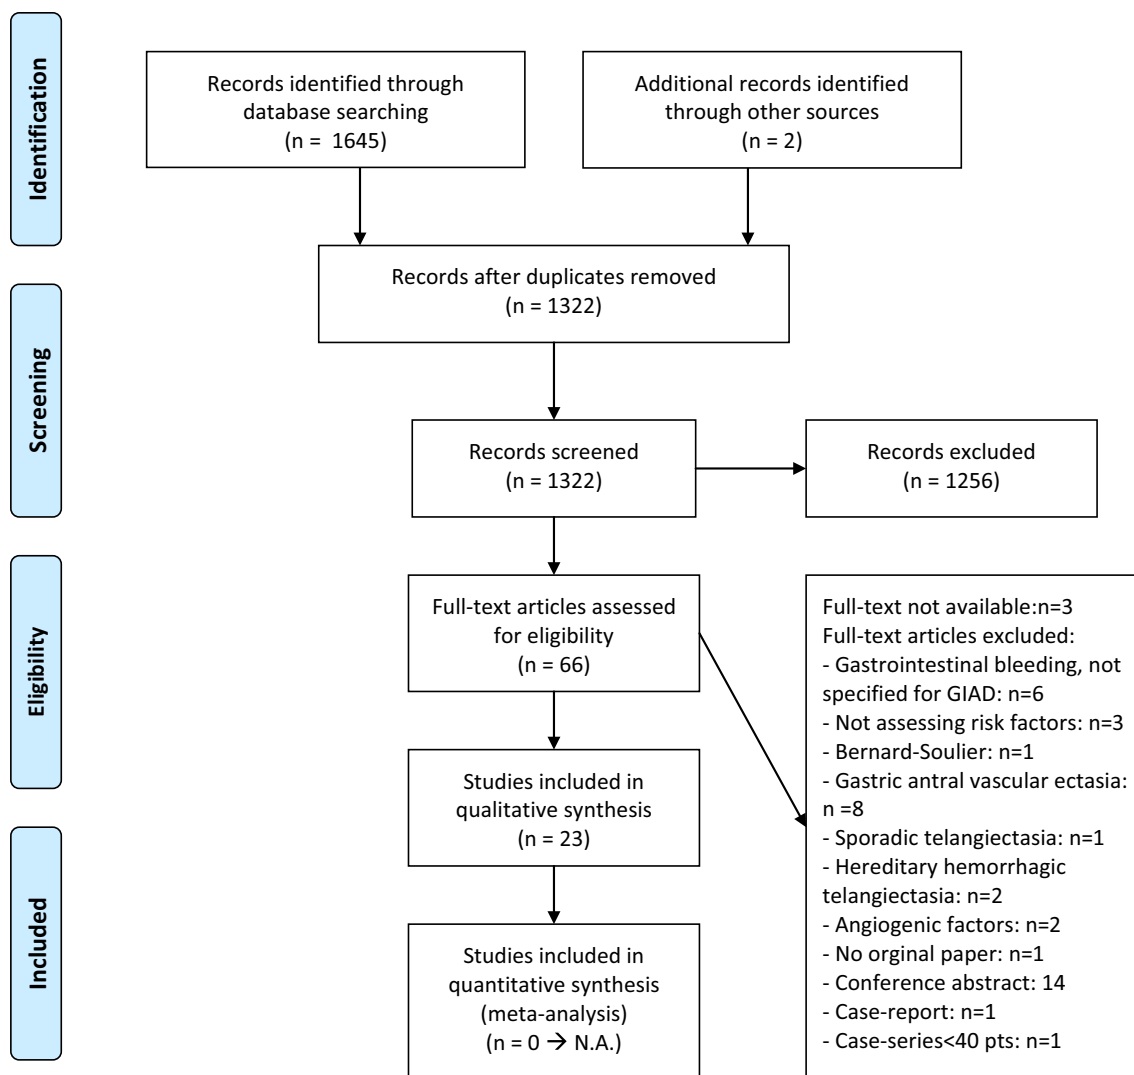 Identification
Records identified through
database searching
(n = 1645)
Additional records identified
through other sources
(n = 2)
Screening
Records after duplicates removed
(n = 1322)
Records screened
(n = 1322)
Records excluded
(n = 1256)
Eligibility
Full-text articles assessed
for eligibility
(n = 66)
Full-text not available:n=3
Full-text articles excluded:
- Gastrointestinal bleeding, not
specified for GIAD: n=6
- Not assessing risk factors: n=3
- Bernard-Soulier: n=1
- Gastric antral vascular ectasia:
n =8
- Sporadic telangiectasia: n=1
- Hereditary hemorrhagic
telangiectasia: n=2
- Angiogenic factors: n=2
- No orginal paper: n=1
- Conference abstract: 14
- Case-report: n=1
- Case-series<40 pts: n=1
Studies included in
qualitative synthesis
(n = 23)
Included
Studies included in
quantitative synthesis
(meta-analysis)
(n = 0 → N.A.)